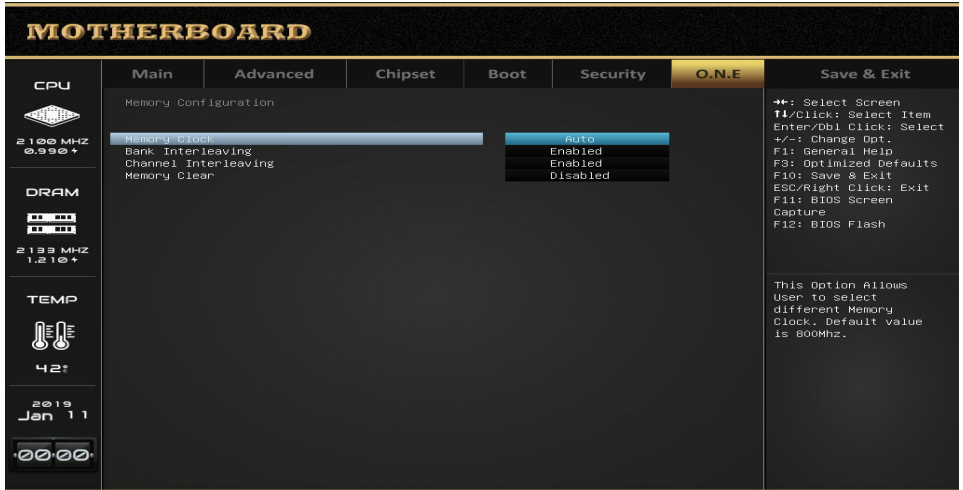 MOTHERBOARD
Main Advanced Chipset Boot Security O.N.E Save & Exit
CPU
2100 MHZ
0.990
DRAM
2133 MHZ
1.210
TEMP
42°
2019
Jan 11
00:00
Memory Configuration
Memory Clock Auto
Bank Interleaving Enabled
Channel Interleaving Enabled
Memory Clear Disabled
→←: Select Screen
↑↓/Click: Select Item
Enter/Dbl Click: Select
+/-: Change Opt.
F1: General Help
F3: Optimized Defaults
F10: Save & Exit
ESC/Right Click: Exit
F11: BIOS Screen
Capture
F12: BIOS Flash
This Option Allows
User to select
different Memory
Clock. Default value
is 800Mhz.